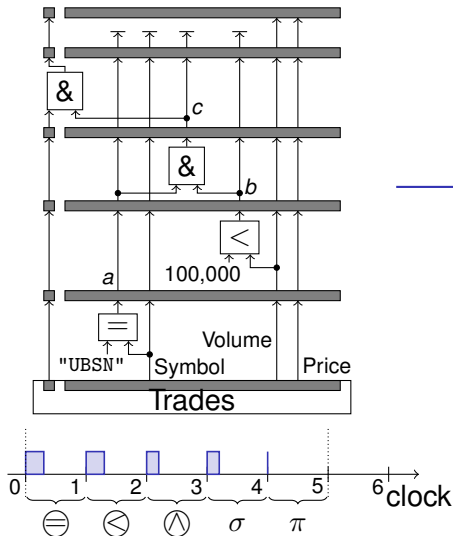 &
c
&
b
<
a
100,000
=
Volume
"UBSN"
Symbol
Price
Trades
0 1 2 3 4 5 6 clock
= < ∧ σ π